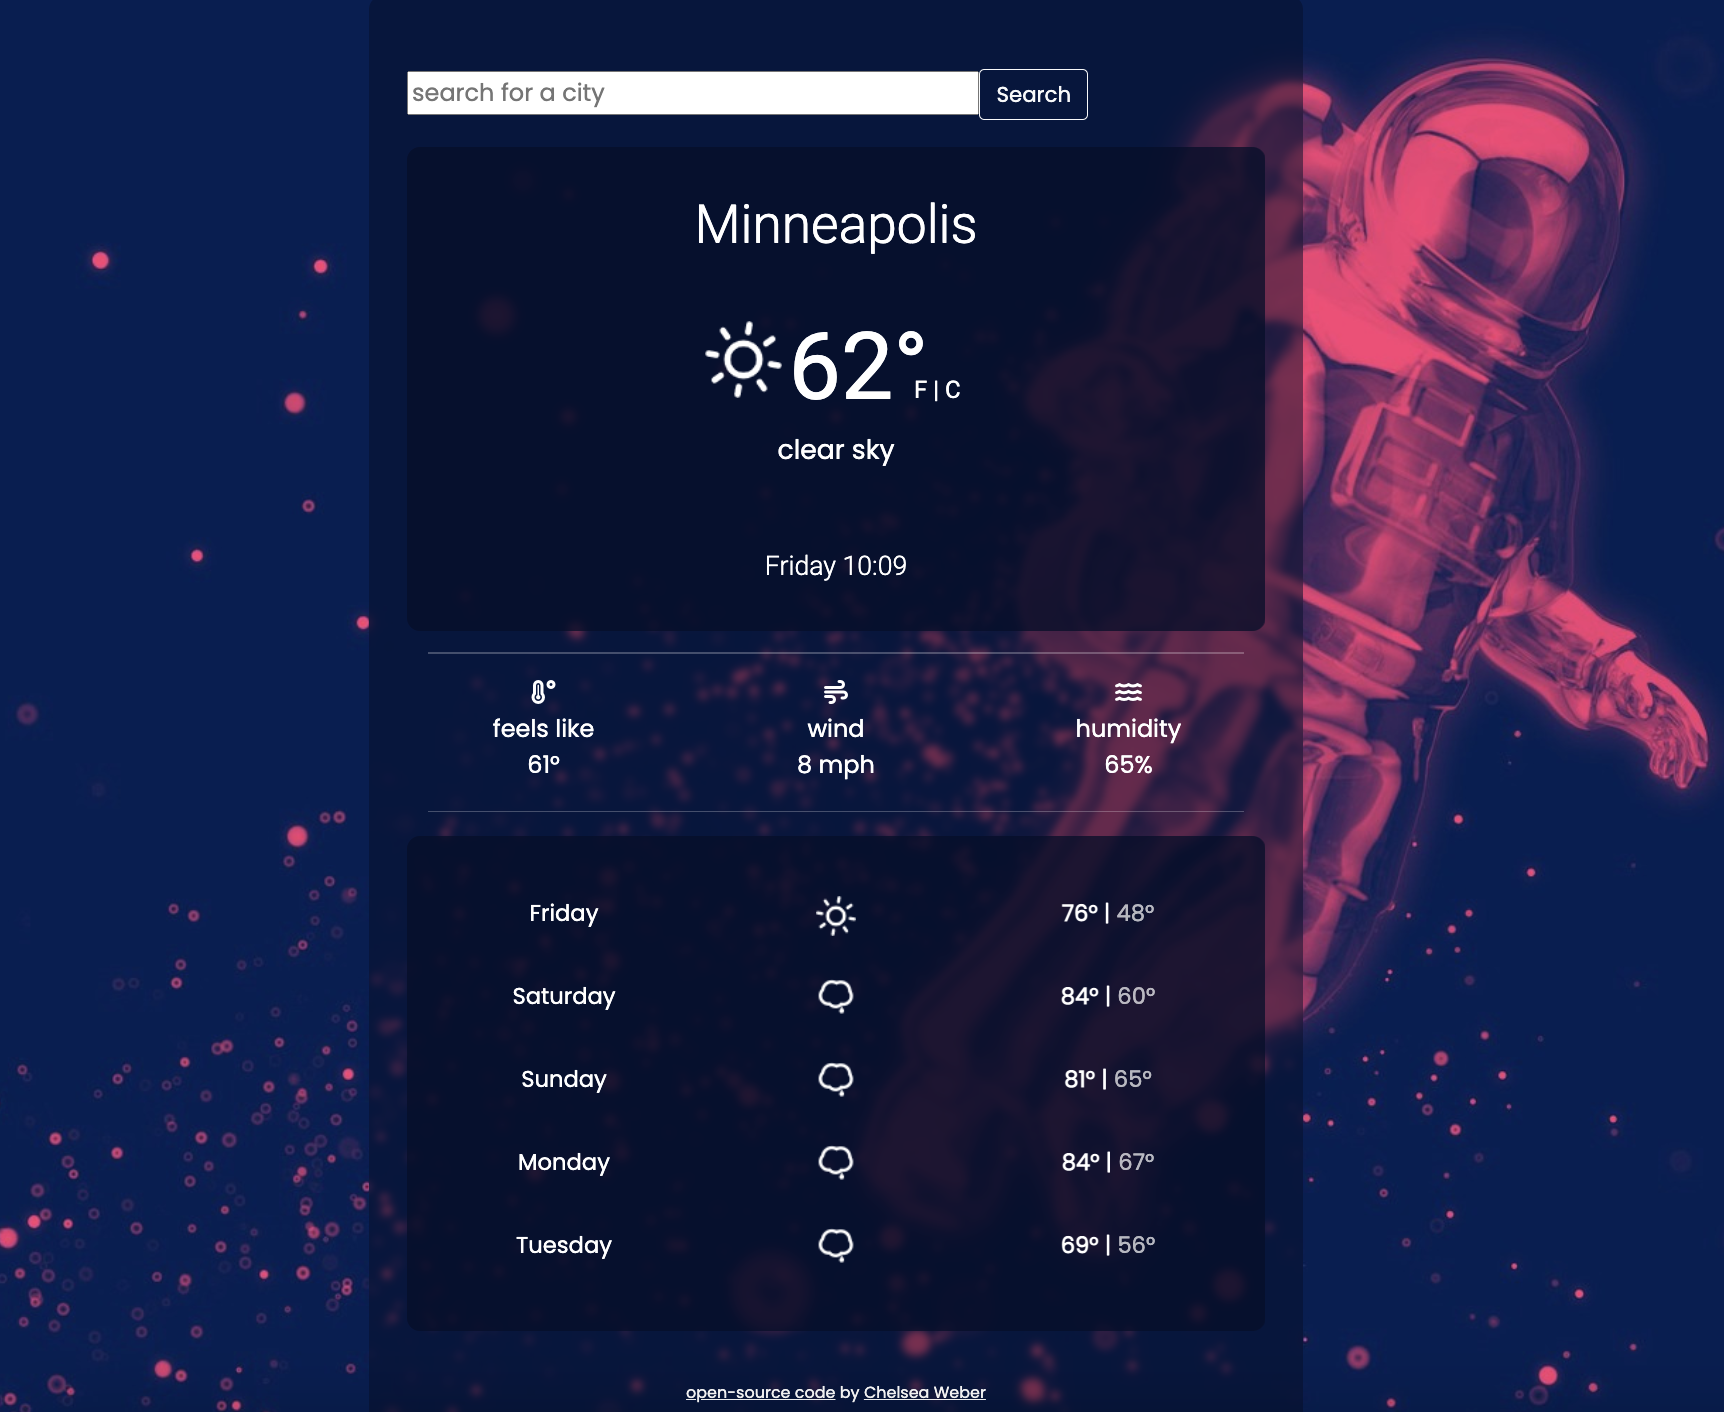 search for a city
Search
Minneapolis
62°
F | C
clear sky
Friday 10:09
feels like
61°
wind
8 mph
humidity
65%
Friday 76° | 48°
Saturday 84° | 60°
Sunday 81° | 65°
Monday 84° | 67°
Tuesday 69° | 56°
open-source code by Chelsea Weber